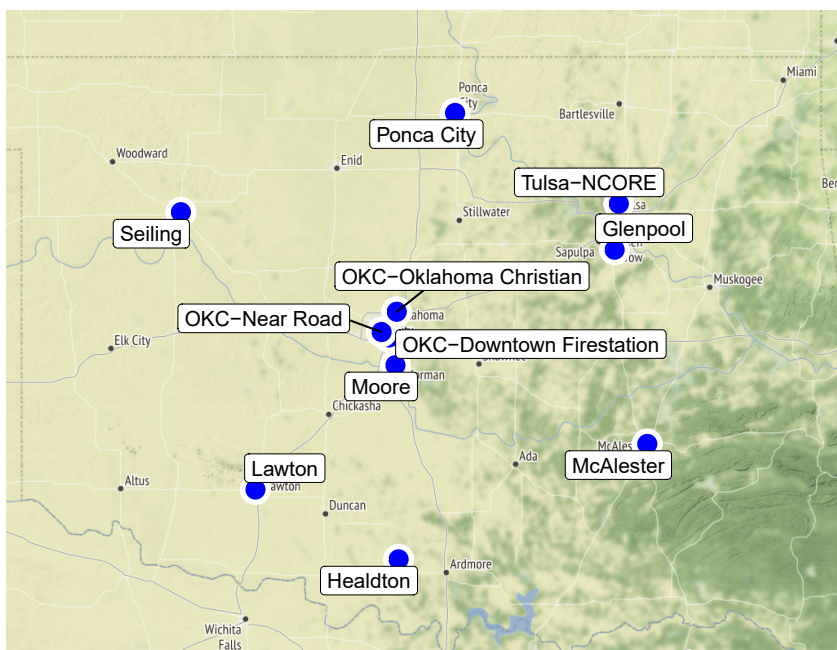 Miami
Ponca
City
Bartlesville
Ponca City
Woodward
Enid
Tulsa−NCORE
Stillwater
Seiling
Glenpool
Sapulpa
Muskogee
OKC−Oklahoma Christian
OKC−Near Road
Elk City
OKC−Downtown Firestation
Moore
Chickasha
McAlester
Ada
Lawton
Altus
Duncan
Healdton
Ardmore
Wichita
Falls